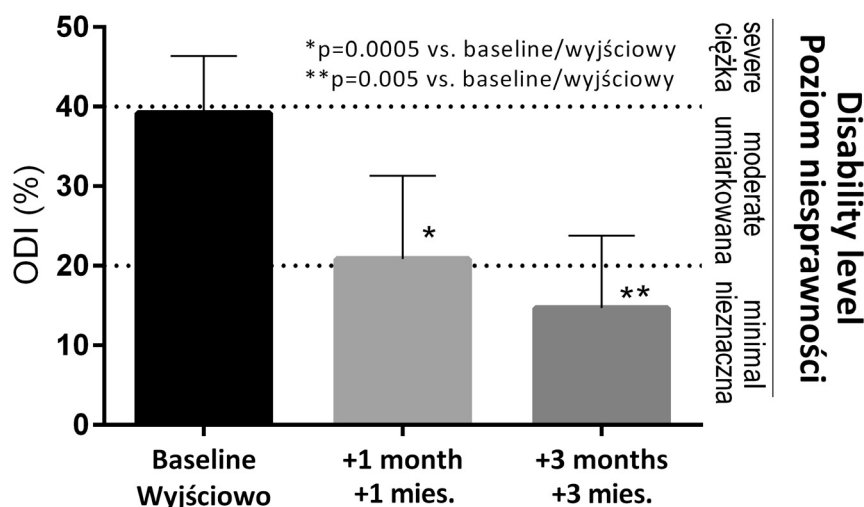 50
40
30
20
10
0
ODI (%)
*p=0.0005 vs. baseline/wyjściowy
**p=0.005 vs. baseline/wyjściowy
*
**
Baseline
Wyjściowo
+1 month
+1 mies.
+3 months
+3 mies.
severe
ciężka
moderate
umiarkowana
minimal
nieznaczna
Disability level
Poziom niesprawności